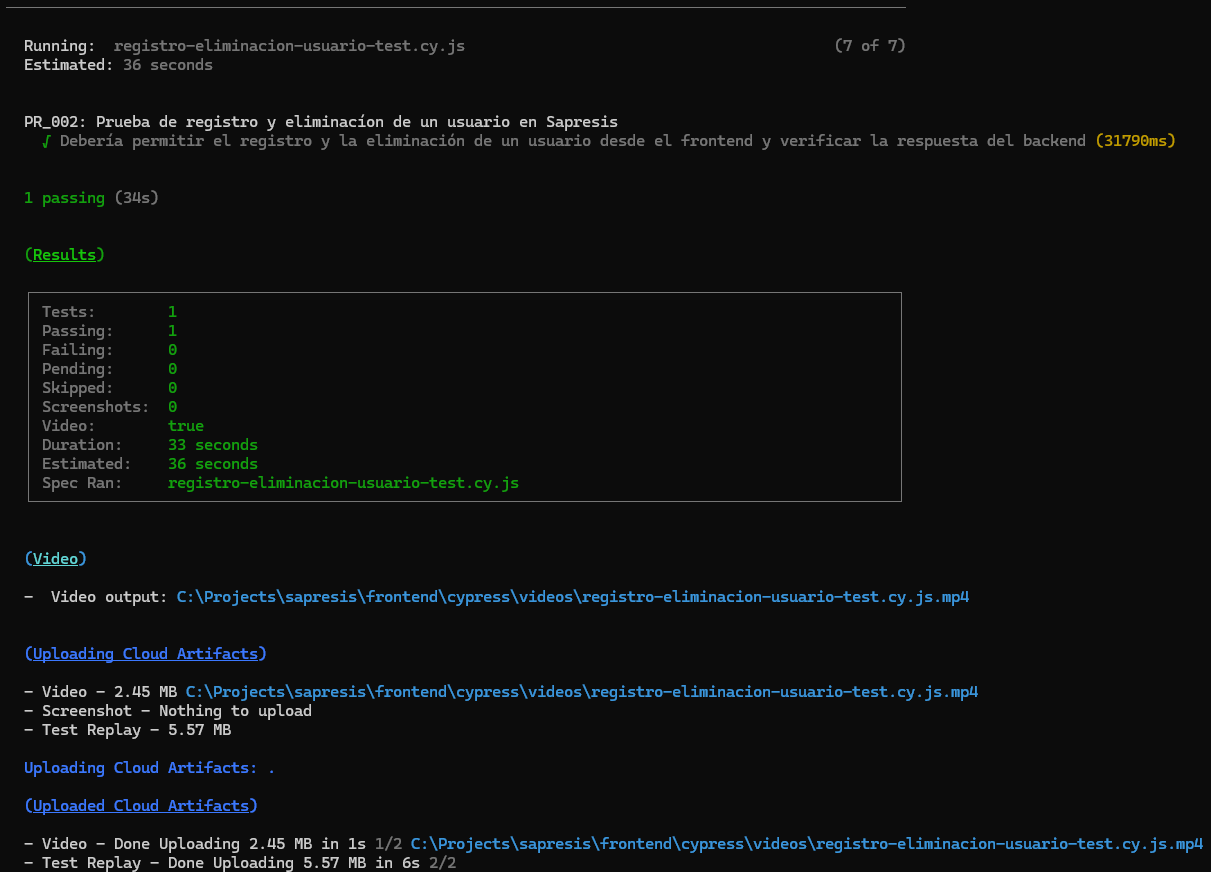 Running:  registro-eliminacion-usuario-test.cy.js (7 of 7)
Estimated: 36 seconds
PR_002: Prueba de registro y eliminacíon de un usuario en Sapresis
√ Debería permitir el registro y la eliminación de un usuario desde el frontend y verificar la respuesta del backend (31790ms)
1 passing (34s)
(Results)
Tests: 1
Passing: 1
Failing: 0
Pending: 0
Skipped: 0
Screenshots: 0
Video: true
Duration: 33 seconds
Estimated: 36 seconds
Spec Ran: registro-eliminacion-usuario-test.cy.js
(Video)
-  Video output: C:\Projects\sapresis\frontend\cypress\videos\registro-eliminacion-usuario-test.cy.js.mp4
(Uploading Cloud Artifacts)
- Video - 2.45 MB C:\Projects\sapresis\frontend\cypress\videos\registro-eliminacion-usuario-test.cy.js.mp4
- Screenshot - Nothing to upload
- Test Replay - 5.57 MB
Uploading Cloud Artifacts: .
(Uploaded Cloud Artifacts)
- Video - Done Uploading 2.45 MB in 1s 1/2 C:\Projects\sapresis\frontend\cypress\videos\registro-eliminacion-usuario-test.cy.js.mp4
- Test Replay - Done Uploading 5.57 MB in 6s 2/2